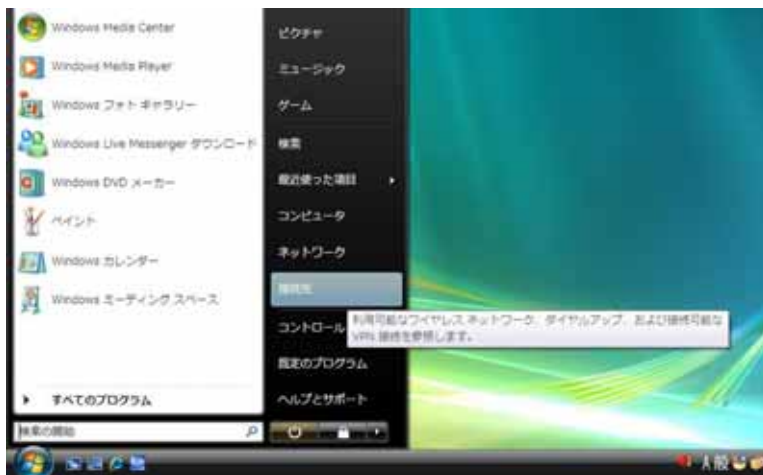 Windows Media Center
Windows Media Player
Windows フォト ギャラリー
Windows Live Messenger ダウンロード
Windows DVD メーカー
ペイント
Windows カレンダー
Windows ミーティング スペース
すべてのプログラム
検索の開始
ピクチャ
ミュージック
ゲーム
検索
最近使った項目
コンピュータ
ネットワーク
接続先
コントロール
利用可能なワイヤレス ネットワーク、ダイヤルアップ、および接続可能な
VPN 接続を参照します。
既定のプログラム
ヘルプとサポート
A 般